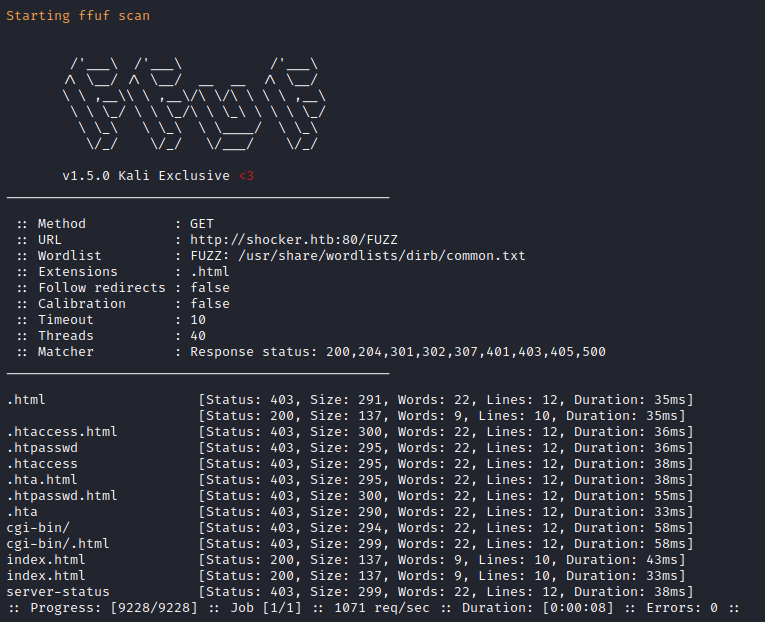 Starting ffuf scan
        /'___\  /'___\           /'___\
       /\ \__/ /\ \__/  __  __  /\ \__/
       \ \ ,__\\ \ ,__\/\ \/\ \ \ \ ,__\
        \ \ \_/ \ \ \_/\ \ \_\ \ \ \ \_/
         \ \_\   \ \_\  \ \____/  \ \_\
          \/_/    \/_/   \/___/    \/_/
       v1.5.0 Kali Exclusive <3
________________________________________________
 :: Method           : GET
 :: URL              : http://shocker.htb:80/FUZZ
 :: Wordlist         : FUZZ: /usr/share/wordlists/dirb/common.txt
 :: Extensions       : .html
 :: Follow redirects : false
 :: Calibration      : false
 :: Timeout          : 10
 :: Threads          : 40
 :: Matcher          : Response status: 200,204,301,302,307,401,403,405,500
________________________________________________
.html                   [Status: 403, Size: 291, Words: 22, Lines: 12, Duration: 35ms]
                        [Status: 200, Size: 137, Words: 9, Lines: 10, Duration: 35ms]
.htaccess.html          [Status: 403, Size: 300, Words: 22, Lines: 12, Duration: 36ms]
.htpasswd               [Status: 403, Size: 295, Words: 22, Lines: 12, Duration: 36ms]
.htaccess               [Status: 403, Size: 295, Words: 22, Lines: 12, Duration: 38ms]
.hta.html               [Status: 403, Size: 295, Words: 22, Lines: 12, Duration: 38ms]
.htpasswd.html          [Status: 403, Size: 300, Words: 22, Lines: 12, Duration: 55ms]
.hta                    [Status: 403, Size: 290, Words: 22, Lines: 12, Duration: 33ms]
cgi-bin/                [Status: 403, Size: 294, Words: 22, Lines: 12, Duration: 58ms]
cgi-bin/.html           [Status: 403, Size: 299, Words: 22, Lines: 12, Duration: 58ms]
index.html              [Status: 200, Size: 137, Words: 9, Lines: 10, Duration: 43ms]
index.html              [Status: 200, Size: 137, Words: 9, Lines: 10, Duration: 33ms]
server-status           [Status: 403, Size: 299, Words: 22, Lines: 12, Duration: 38ms]
:: Progress: [9228/9228] :: Job [1/1] :: 1071 req/sec :: Duration: [0:00:08] :: Errors: 0 ::